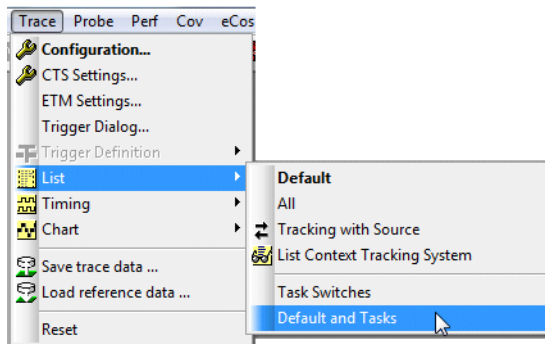 Trace Probe Perf Cov eCos
Configuration...
CTS Settings...
ETM Settings...
Trigger Dialog...
Trigger Definition
List
Timing
Chart
Save trace data ...
Load reference data ...
Reset
Default
All
Tracking with Source
List Context Tracking System
Task Switches
Default and Tasks